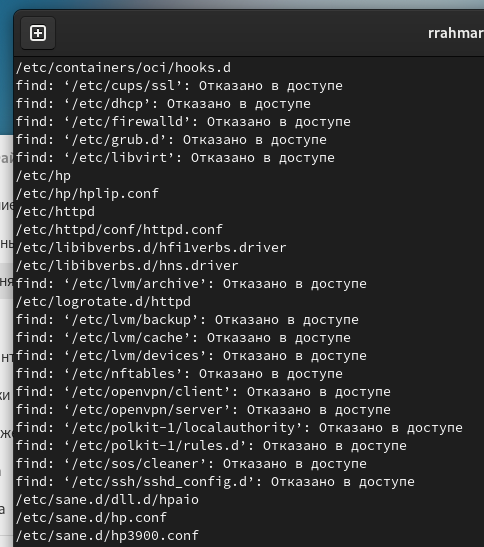 rrahmar
/etc/containers/oci/hooks.d
find: ‘/etc/cups/ssl’: Отказано в доступе
find: ‘/etc/dhcp’: Отказано в доступе
find: ‘/etc/firewalld’: Отказано в доступе
find: ‘/etc/grub.d’: Отказано в доступе
find: ‘/etc/libvirt’: Отказано в доступе
/etc/hp
/etc/hp/hplip.conf
/etc/httpd
/etc/httpd/conf/httpd.conf
/etc/libibverbs.d/hfi1verbs.driver
/etc/libibverbs.d/hns.driver
find: ‘/etc/lvm/archive’: Отказано в доступе
/etc/logrotate.d/httpd
find: ‘/etc/lvm/backup’: Отказано в доступе
find: ‘/etc/lvm/cache’: Отказано в доступе
find: ‘/etc/lvm/devices’: Отказано в доступе
find: ‘/etc/nftables’: Отказано в доступе
find: ‘/etc/openvpn/client’: Отказано в доступе
find: ‘/etc/openvpn/server’: Отказано в доступе
find: ‘/etc/polkit-1/localauthority’: Отказано в доступе
find: ‘/etc/polkit-1/rules.d’: Отказано в доступе
find: ‘/etc/sos/cleaner’: Отказано в доступе
find: ‘/etc/ssh/sshd_config.d’: Отказано в доступе
/etc/sane.d/dll.d/hpaio
/etc/sane.d/hp.conf
/etc/sane.d/hp3900.conf